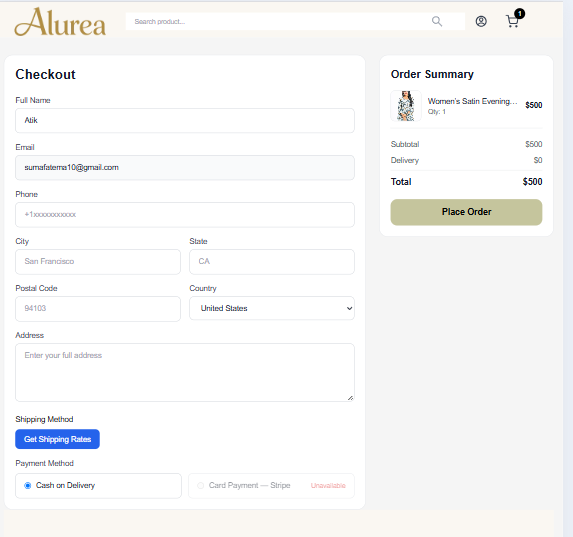 Alurea
Search product...
1
Checkout
Full Name
Atik
Email
sumafatema10@gmail.com
Phone
+1xxxxxxxxxx
City
State
San Francisco
CA
Postal Code
Country
94103
United States
Address
Enter your full address
Shipping Method
Get Shipping Rates
Payment Method
Cash on Delivery
Card Payment — Stripe
Unavailable
Order Summary
Women's Satin Evening...
$500
Qty: 1
Subtotal
$500
Delivery
$0
Total
$500
Place Order